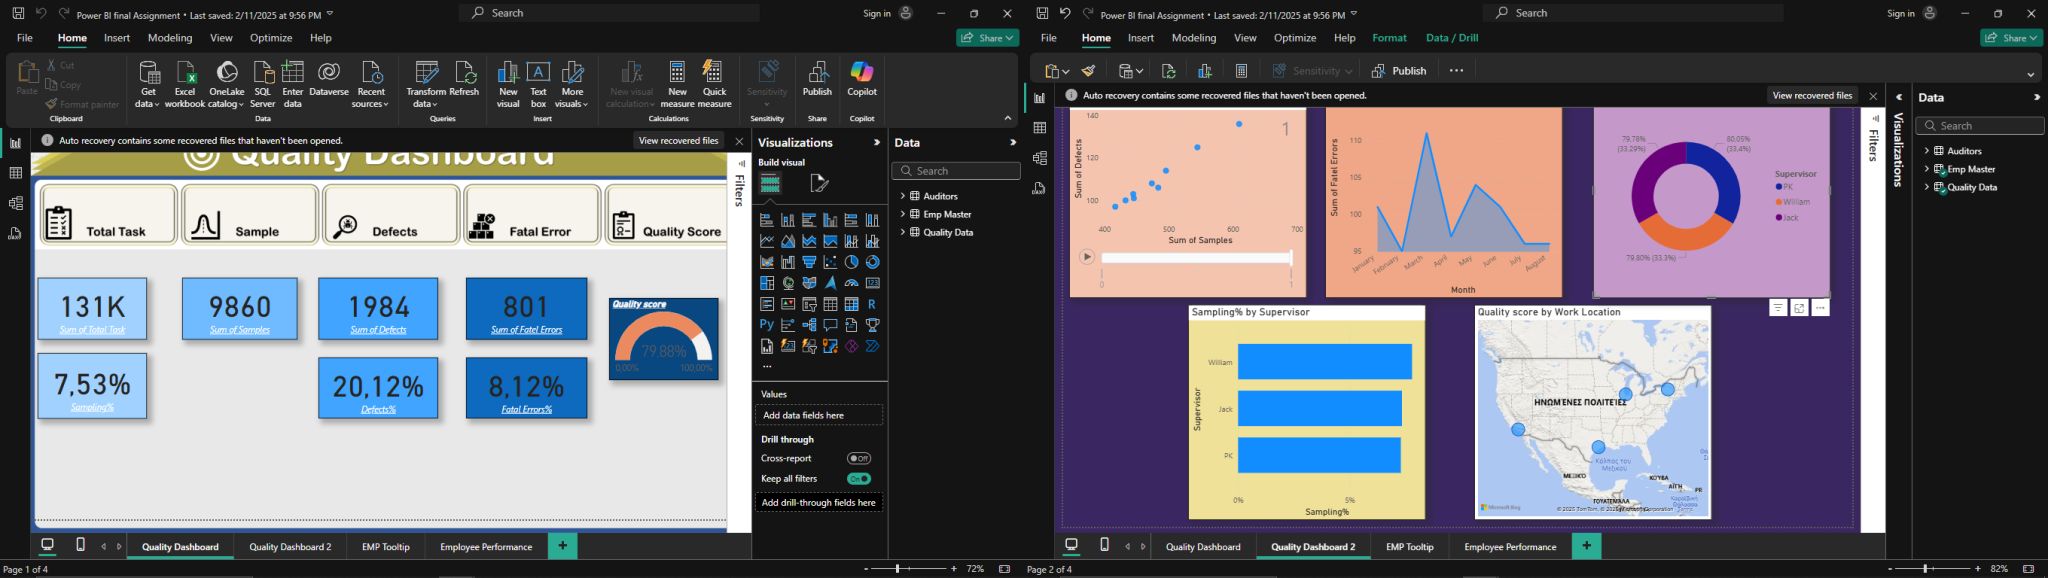 Power BI final Assignment • Last saved: 2/11/2025 at 9:56 PM
Search
Sign in
File Home Insert Modeling View Optimize Help
Share
Paste
Cut
Copy
Format painter
Clipboard
Get data
Excel workbook
OneLake catalog
SQL Server
Enter data
Dataverse
Recent sources
Data
Transform data
Refresh
Queries
New visual
Text box
More visuals
Insert
New visual calculation
New measure
Quick measure
Calculations
Sensitivity
Sensitivity
Publish
Share
Copilot
Copilot
Auto recovery contains some recovered files that haven't been opened.
View recovered files
Quality Dashboard
Total Task
Sample
Defects
Fatal Error
Quality Score
131K
Sum of Total Task
9860
Sum of Samples
1984
Sum of Defects
801
Sum of Fatel Errors
Quality score
79,88%
0,00%
100,00%
7,53%
Sampling%
20,12%
Defects%
8,12%
Fatal Errors%
Filters
Visualizations
Build visual
Values
Add data fields here
Drill through
Cross-report
Off
Keep all filters
On
Add drill-through fields here
Data
Search
Auditors
Emp Master
Quality Data
Quality Dashboard
Quality Dashboard 2
EMP Tooltip
Employee Performance
Page 1 of 4
72%
Power BI final Assignment • Last saved: 2/11/2025 at 9:56 PM
Search
Sign in
File Home Insert Modeling View Optimize Help Format Data / Drill
Share
Sensitivity
Publish
Auto recovery contains some recovered files that haven't been opened.
View recovered files
140
120
100
Sum of Defects
400
500
600
700
Sum of Samples
1
0
1
110
105
100
95
Sum of Fatel Errors
January
February
March
April
May
June
July
August
Month
79.78%
(33.29%)
80.05%
(33.4%)
79.80% (33.3%)
Supervisor
PK
William
Jack
Sampling% by Supervisor
Supervisor
William
Jack
PK
0%
5%
Sampling%
Quality score by Work Location
ΗΝΩΜΈΝΕΣ ΠΟΛΙΤΕΊΕΣ
Κόλπος του
Μεξικού
ΜΕΞΙΚΌ
ΚΟΎΒΑ
ΑΪΤΉ
PR
ΓΟΥΑΤΕΜΆΛΑ
Καραϊβική
Θάλασσα
Microsoft Bing
Filters
Visualizations
Data
Search
Auditors
Emp Master
Quality Data
Quality Dashboard
Quality Dashboard 2
EMP Tooltip
Employee Performance
Page 2 of 4
82%